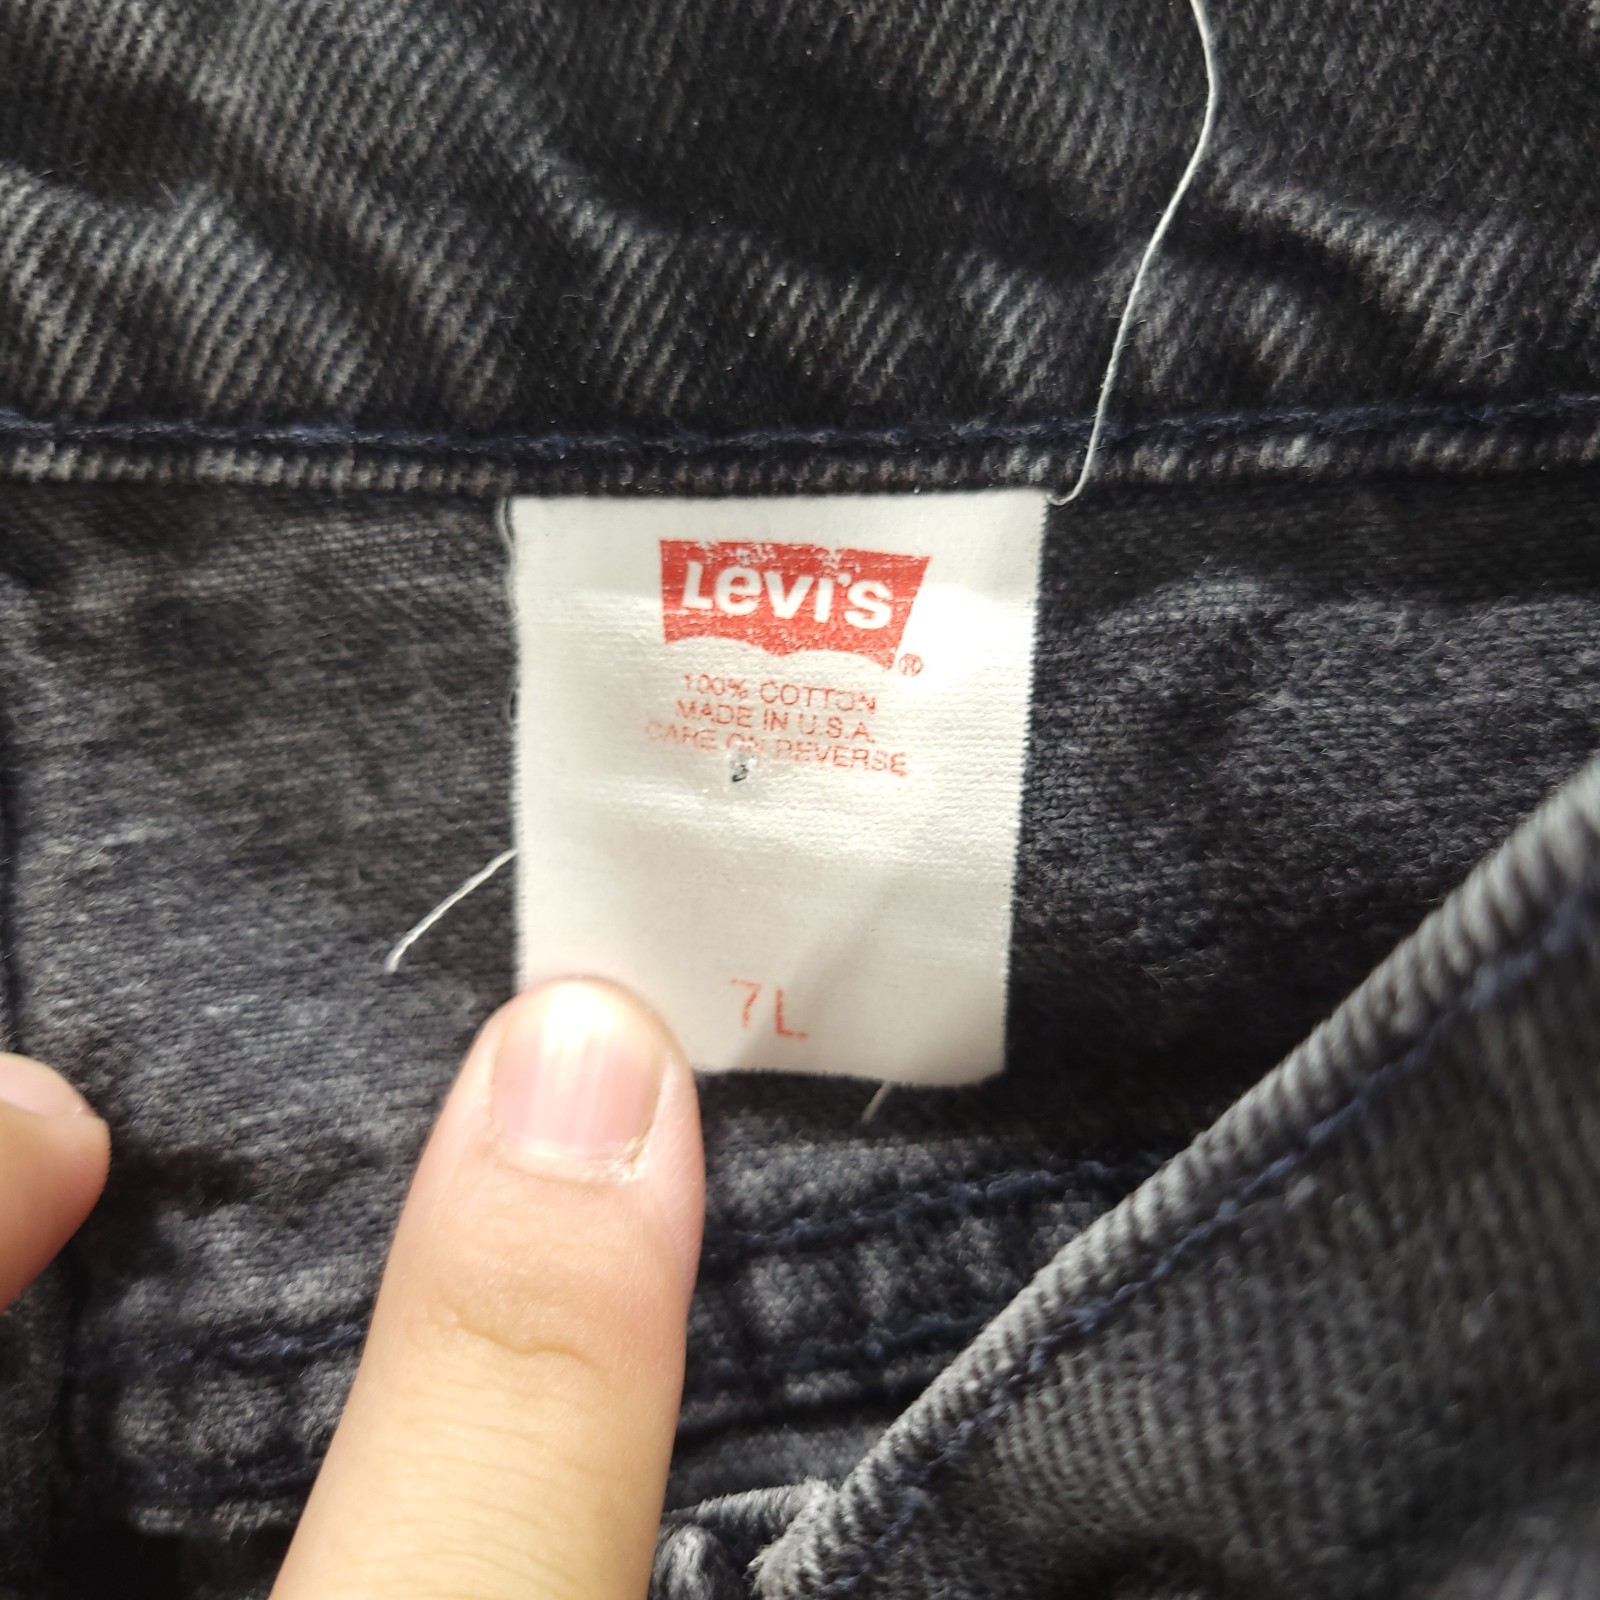 Levi's ®
100% COTTON
MADE IN U.S.A.
CARE ON REVERSE
7L